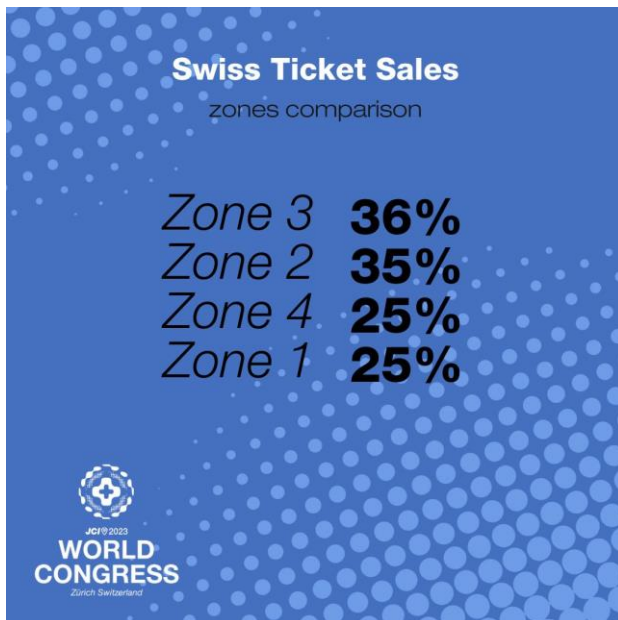 Swiss Ticket Sales
zones comparison
Zone 3 36%
Zone 2 35%
Zone 4 25%
Zone 1 25%
JCI 2023
WORLD
CONGRESS
Zürich Switzerland